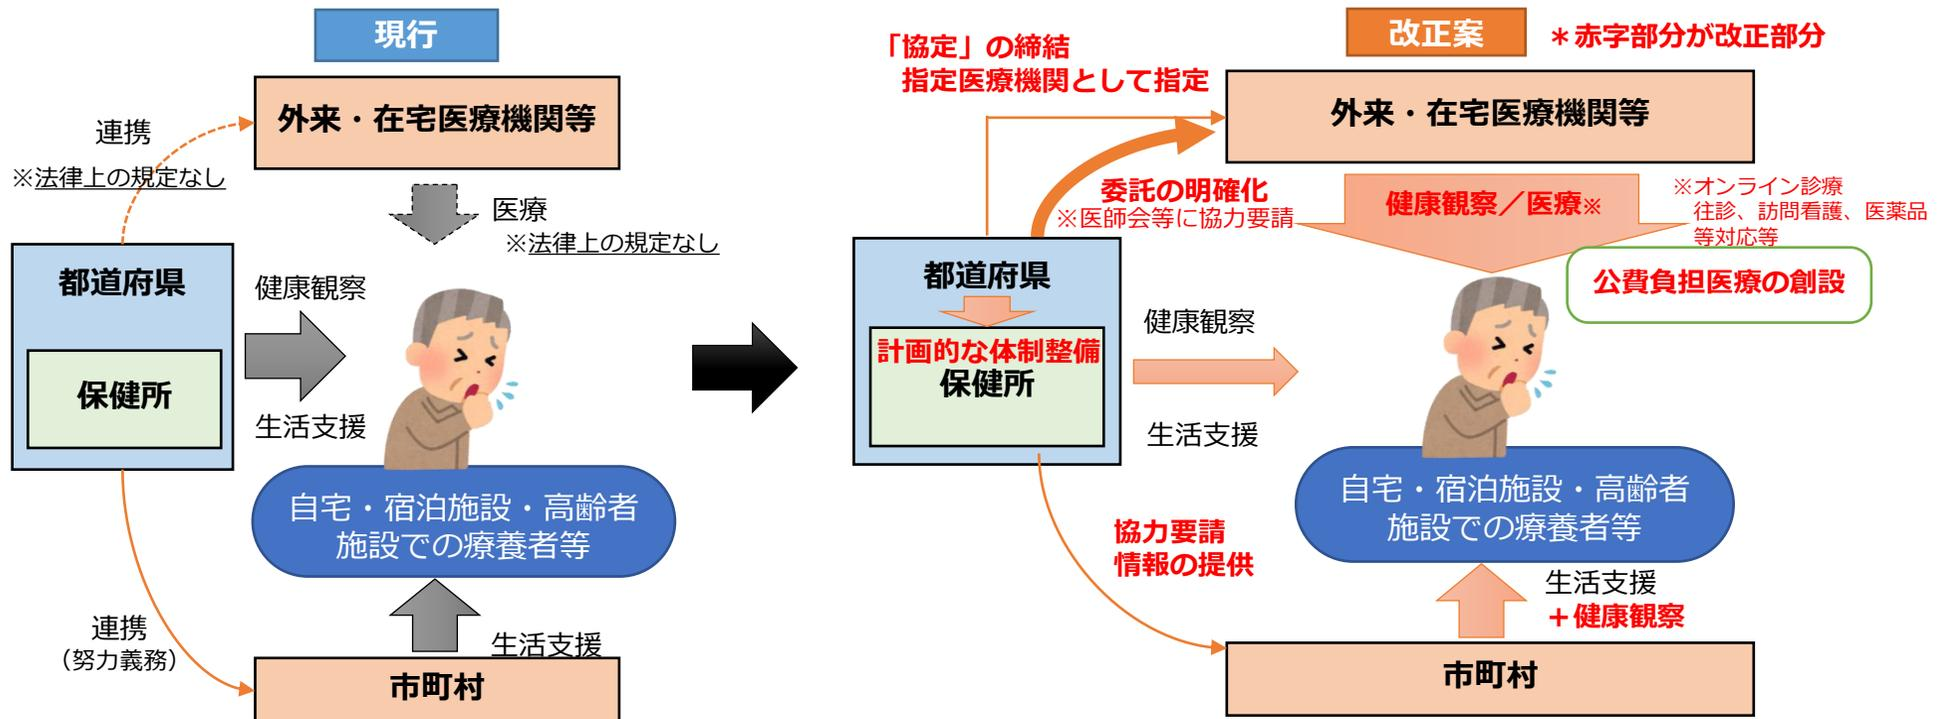 現行
外来・在宅医療機関等
連携
※法律上の規定なし
医療
※法律上の規定なし
都道府県
保健所
健康観察
生活支援
自宅・宿泊施設・高齢者
施設での療養者等
連携
（努力義務）
生活支援
市町村
改正案
＊赤字部分が改正部分
「協定」の締結
指定医療機関として指定
外来・在宅医療機関等
委託の明確化
※医師会等に協力要請
健康観察／医療※
※オンライン診療
往診、訪問看護、医薬品
等対応等
公費負担医療の創設
都道府県
計画的な体制整備
保健所
健康観察
生活支援
自宅・宿泊施設・高齢者
施設での療養者等
協力要請
情報の提供
生活支援
＋健康観察
市町村